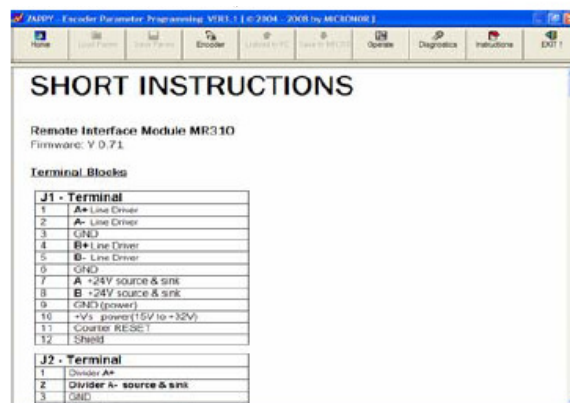 ZAPPY - Encoder Parameter Programming VER1.1 [ © 2004 - 2008 by MICRONOR ]
Home Load Param Save Param Encoder Upload to PC Save to MR310 Operate Diagnostics Instructions EXIT !
SHORT INSTRUCTIONS
Remote Interface Module MR310
Firmware: V 0.71
Terminal Blocks
J1 - Terminal
1 A+ Line Driver
2 A- Line Driver
3 GND
4 B+ Line Driver
5 B- Line Driver
6 GND
7 A +24V source & sink
8 B +24V source & sink
9 GND (power)
10 +Vs power(15V to +32V)
11 Counter RESET
12 Shield
J2 - Terminal
1 Divider A+
2 Divider A- source & sink
3 GND